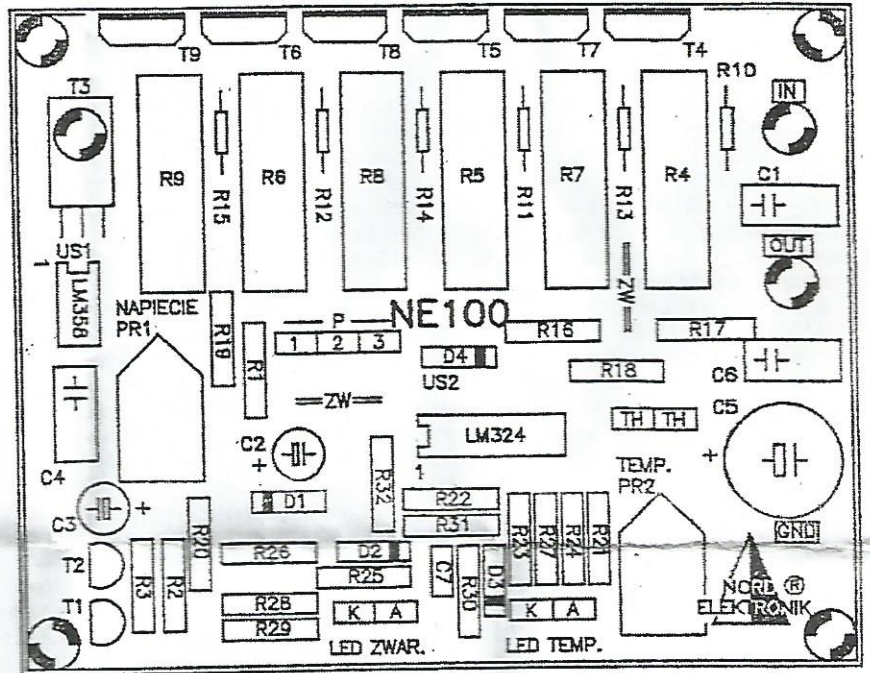 T9 T6 T8 T5 T7 T4
T3 R10 IN
R9 R15 R6 R12 R8 R14 R5 R11 R7 R13 R4 C1
US1 OUT
1 LM358 ZW
NAPIECIE
PR1 R19 R1 P NE100 R16 R17
1 2 3 D4 R18 C6
US2
ZW TH TH C5
C4 C2 + LM324 + TEMP.
1 PR2
C3 + D1 R32 R22
R20 R31 R23 R27 R24 R21 GND
T2 R3 R2 R26 D2 C7 R30 D3
R25 NORD ®
T1 R28 K A K A ELEKTRONIK
R29 LED ZWAR. LED TEMP.